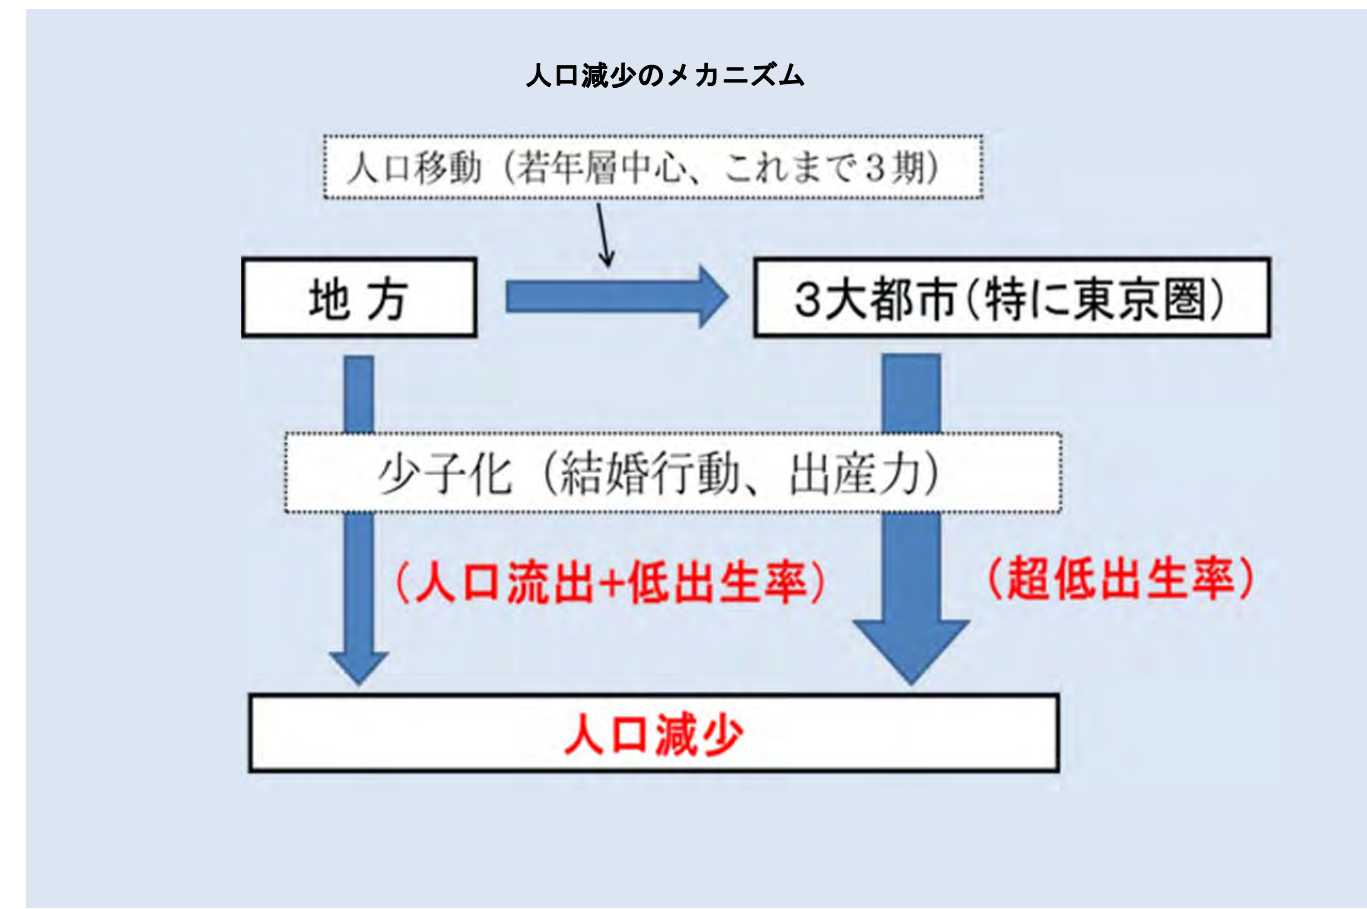 人口減少のメカニズム
人口移動（若年層中心、これまで３期）
地 方
３大都市（特に東京圏）
少子化（結婚行動、出産力）
（人口流出+低出生率）
（超低出生率）
人口減少